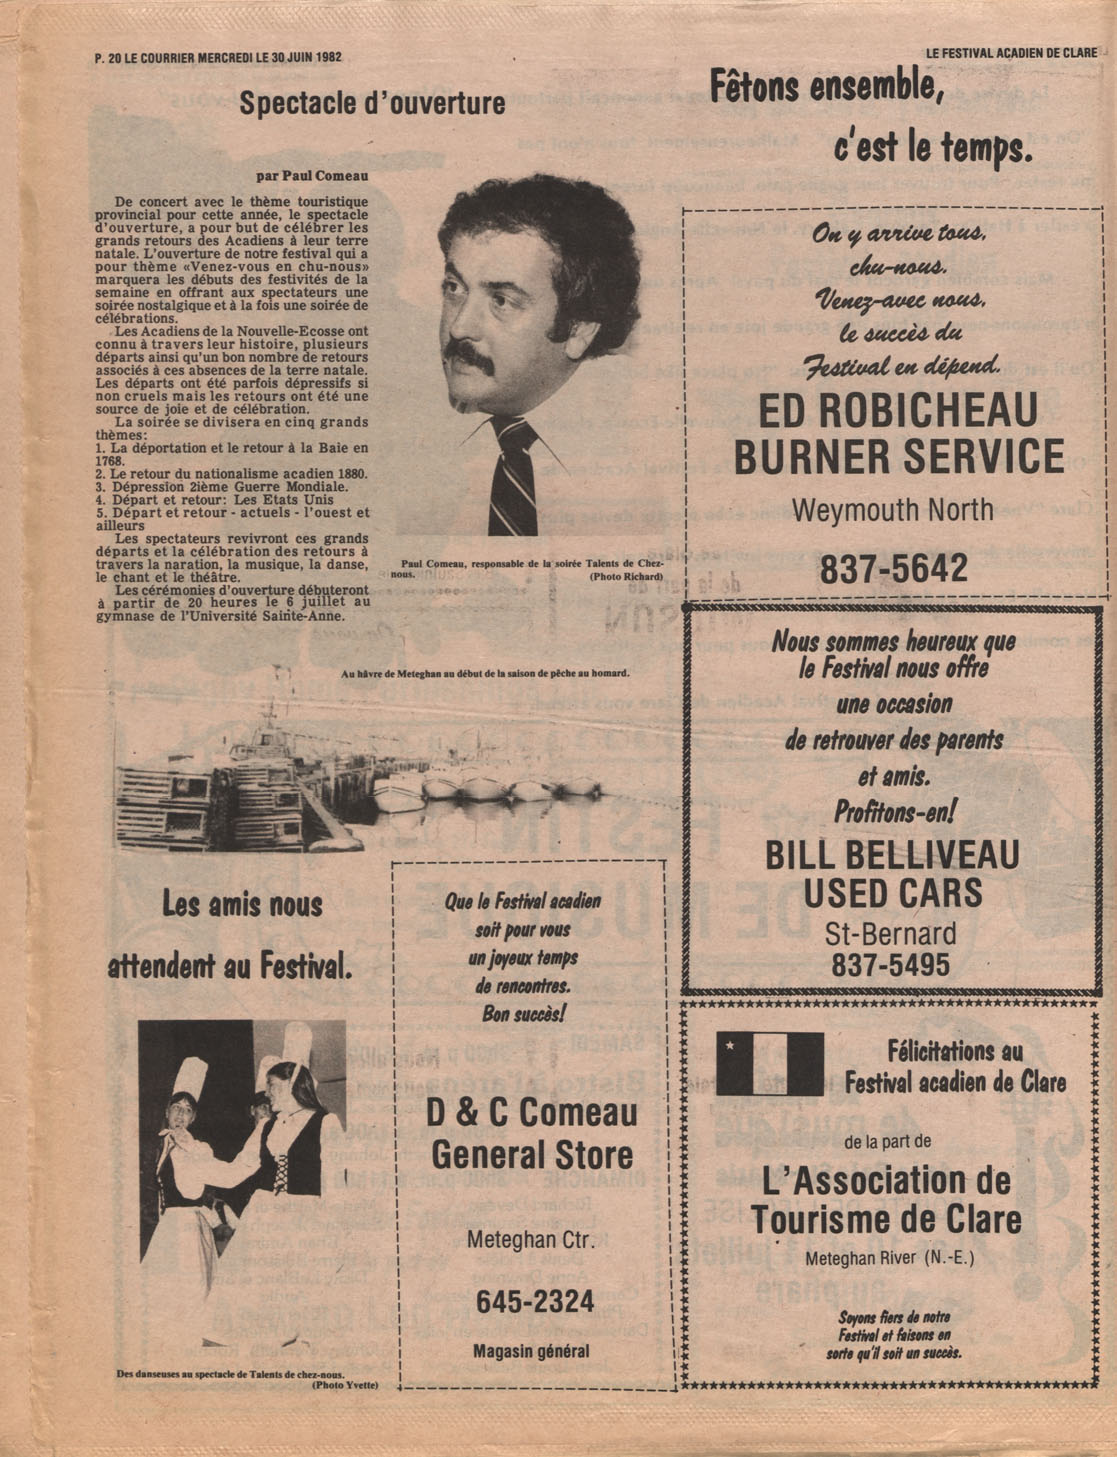 P. 20 LE COURRIER MERCREDI LE 30 JUIN 1982
LE FESTIVAL ACADIEN DE CLARE
Spectacle d'ouverture
par Paul Comeau
De concert avec le thème touristique
provincial pour cette année, le spectacle
d'ouverture, a pour but de célébrer les
grands retours des Acadiens à leur terre
natale. L'ouverture de notre festival qui a
pour thème «Venez-vous en chu-nous»
marquera les débuts des festivités de la
semaine en offrant aux spectateurs une
soirée nostalgique et à la fois une soirée de
célébrations.
Les Acadiens de la Nouvelle-Ecosse ont
connu à travers leur histoire, plusieurs
départs ainsi qu'un bon nombre de retours
associés à ces absences de la terre natale.
Les départs ont été parfois dépressifs si
non cruels mais les retours ont été une
source de joie et de célébration.
La soirée se divisera en cinq grands
thèmes:
1. La déportation et le retour à la Baie en
1768.
2. Le retour du nationalisme acadien 1880.
3. Dépression 2ième Guerre Mondiale.
4. Départ et retour: Les Etats Unis
5. Départ et retour - actuels - l'ouest et
ailleurs
Les spectateurs revivront ces grands
départs et la célébration des retours à
travers la naration, la musique, la danse,
le chant et le théâtre.
Les cérémonies d'ouverture débuteront
à partir de 20 heures le 6 juillet au
gymnase de l'Université Sainte-Anne.
Paul Comeau, responsable de la soirée Talents de Chez-
nous. (Photo Richard)
Au hâvre de Meteghan au début de la saison de pêche au homard.
Les amis nous
attendent au Festival.
Des danseuses au spectacle de Talents de chez-nous.
(Photo Yvette)
Que le Festival acadien
soit pour vous
un joyeux temps
de rencontres.
Bon succès!
D & C Comeau
General Store
Meteghan Ctr.
645-2324
Magasin général
Fêtons ensemble,
c'est le temps.
On y arrive tous,
chu-nous.
Venez-avec nous,
le succès du
Festival en dépend.
ED ROBICHEAU
BURNER SERVICE
Weymouth North
837-5642
Nous sommes heureux que
le Festival nous offre
une occasion
de retrouver des parents
et amis.
Profitons-en!
BILL BELLIVEAU
USED CARS
St-Bernard
837-5495
Félicitations au
Festival acadien de Clare
de la part de
L'Association de
Tourisme de Clare
Meteghan River (N.-E.)
Soyons fiers de notre
Festival et faisons en
sorte qu'il soit un succès.